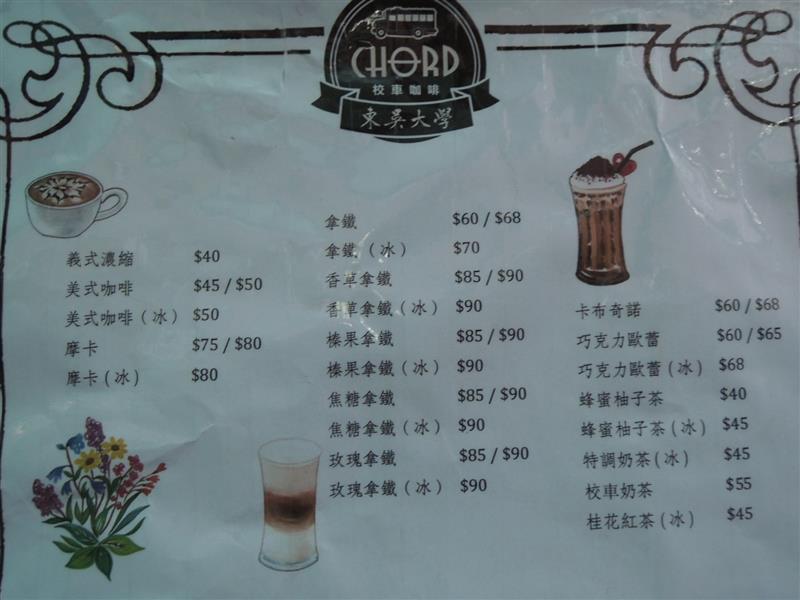 CHORD
校車咖啡
東吳大學
義式濃縮 $40
美式咖啡 $45 / $50
美式咖啡（冰） $50
摩卡 $75 / $80
摩卡(冰) $80
拿鐵 $60 / $68
拿鐵（冰） $70
香草拿鐵 $85 / $90
香草拿鐵（冰） $90
榛果拿鐵 $85 / $90
榛果拿鐵（冰） $90
焦糖拿鐵 $85 / $90
焦糖拿鐵（冰） $90
玫瑰拿鐵 $85 / $90
玫瑰拿鐵（冰） $90
卡布奇諾 $60 / $68
巧克力歐蕾 $60 / $65
巧克力歐蕾(冰) $68
蜂蜜柚子茶 $40
蜂蜜柚子茶(冰) $45
特調奶茶(冰) $45
校車奶茶 $55
桂花紅茶(冰) $45